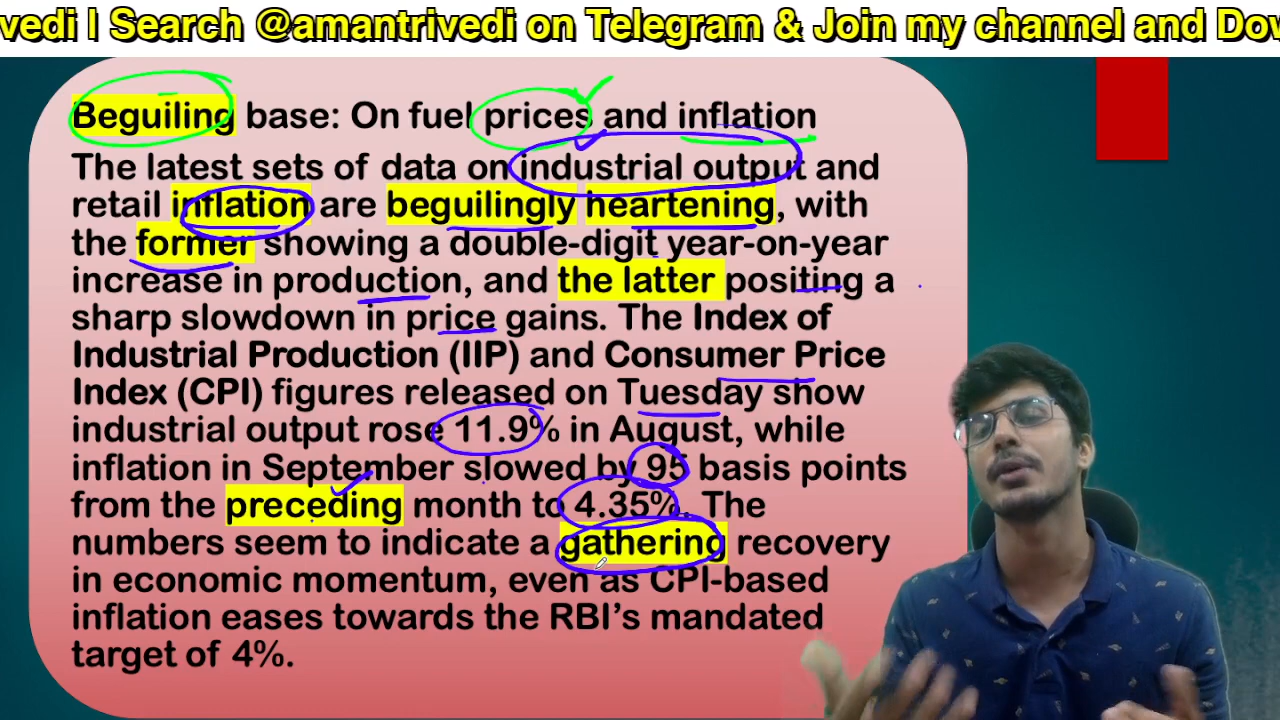 vedi | Search @amantrivedi on Telegram & Join my channel and Dov
Beguiling base: On fuel prices and inflation
The latest sets of data on industrial output and
retail inflation are beguilingly heartening, with
the former showing a double-digit year-on-year
increase in production, and the latter positing a
sharp slowdown in price gains. The Index of
Industrial Production (IIP) and Consumer Price
Index (CPI) figures released on Tuesday show
industrial output rose 11.9% in August, while
inflation in September slowed by 95 basis points
from the preceding month to 4.35%. The
numbers seem to indicate a gathering recovery
in economic momentum, even as CPI-based
inflation eases towards the RBI's mandated
target of 4%.